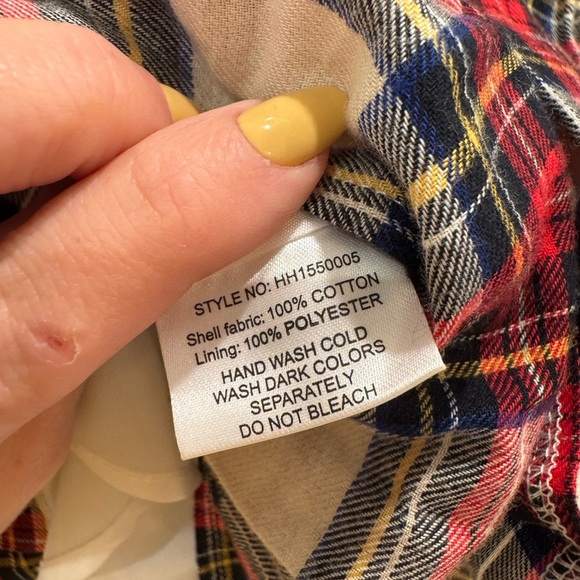 STYLE NO: HH1550005
Shell fabric: 100% COTTON
Lining: 100% POLYESTER
HAND WASH COLD
WASH DARK COLORS
SEPARATELY
DO NOT BLEACH